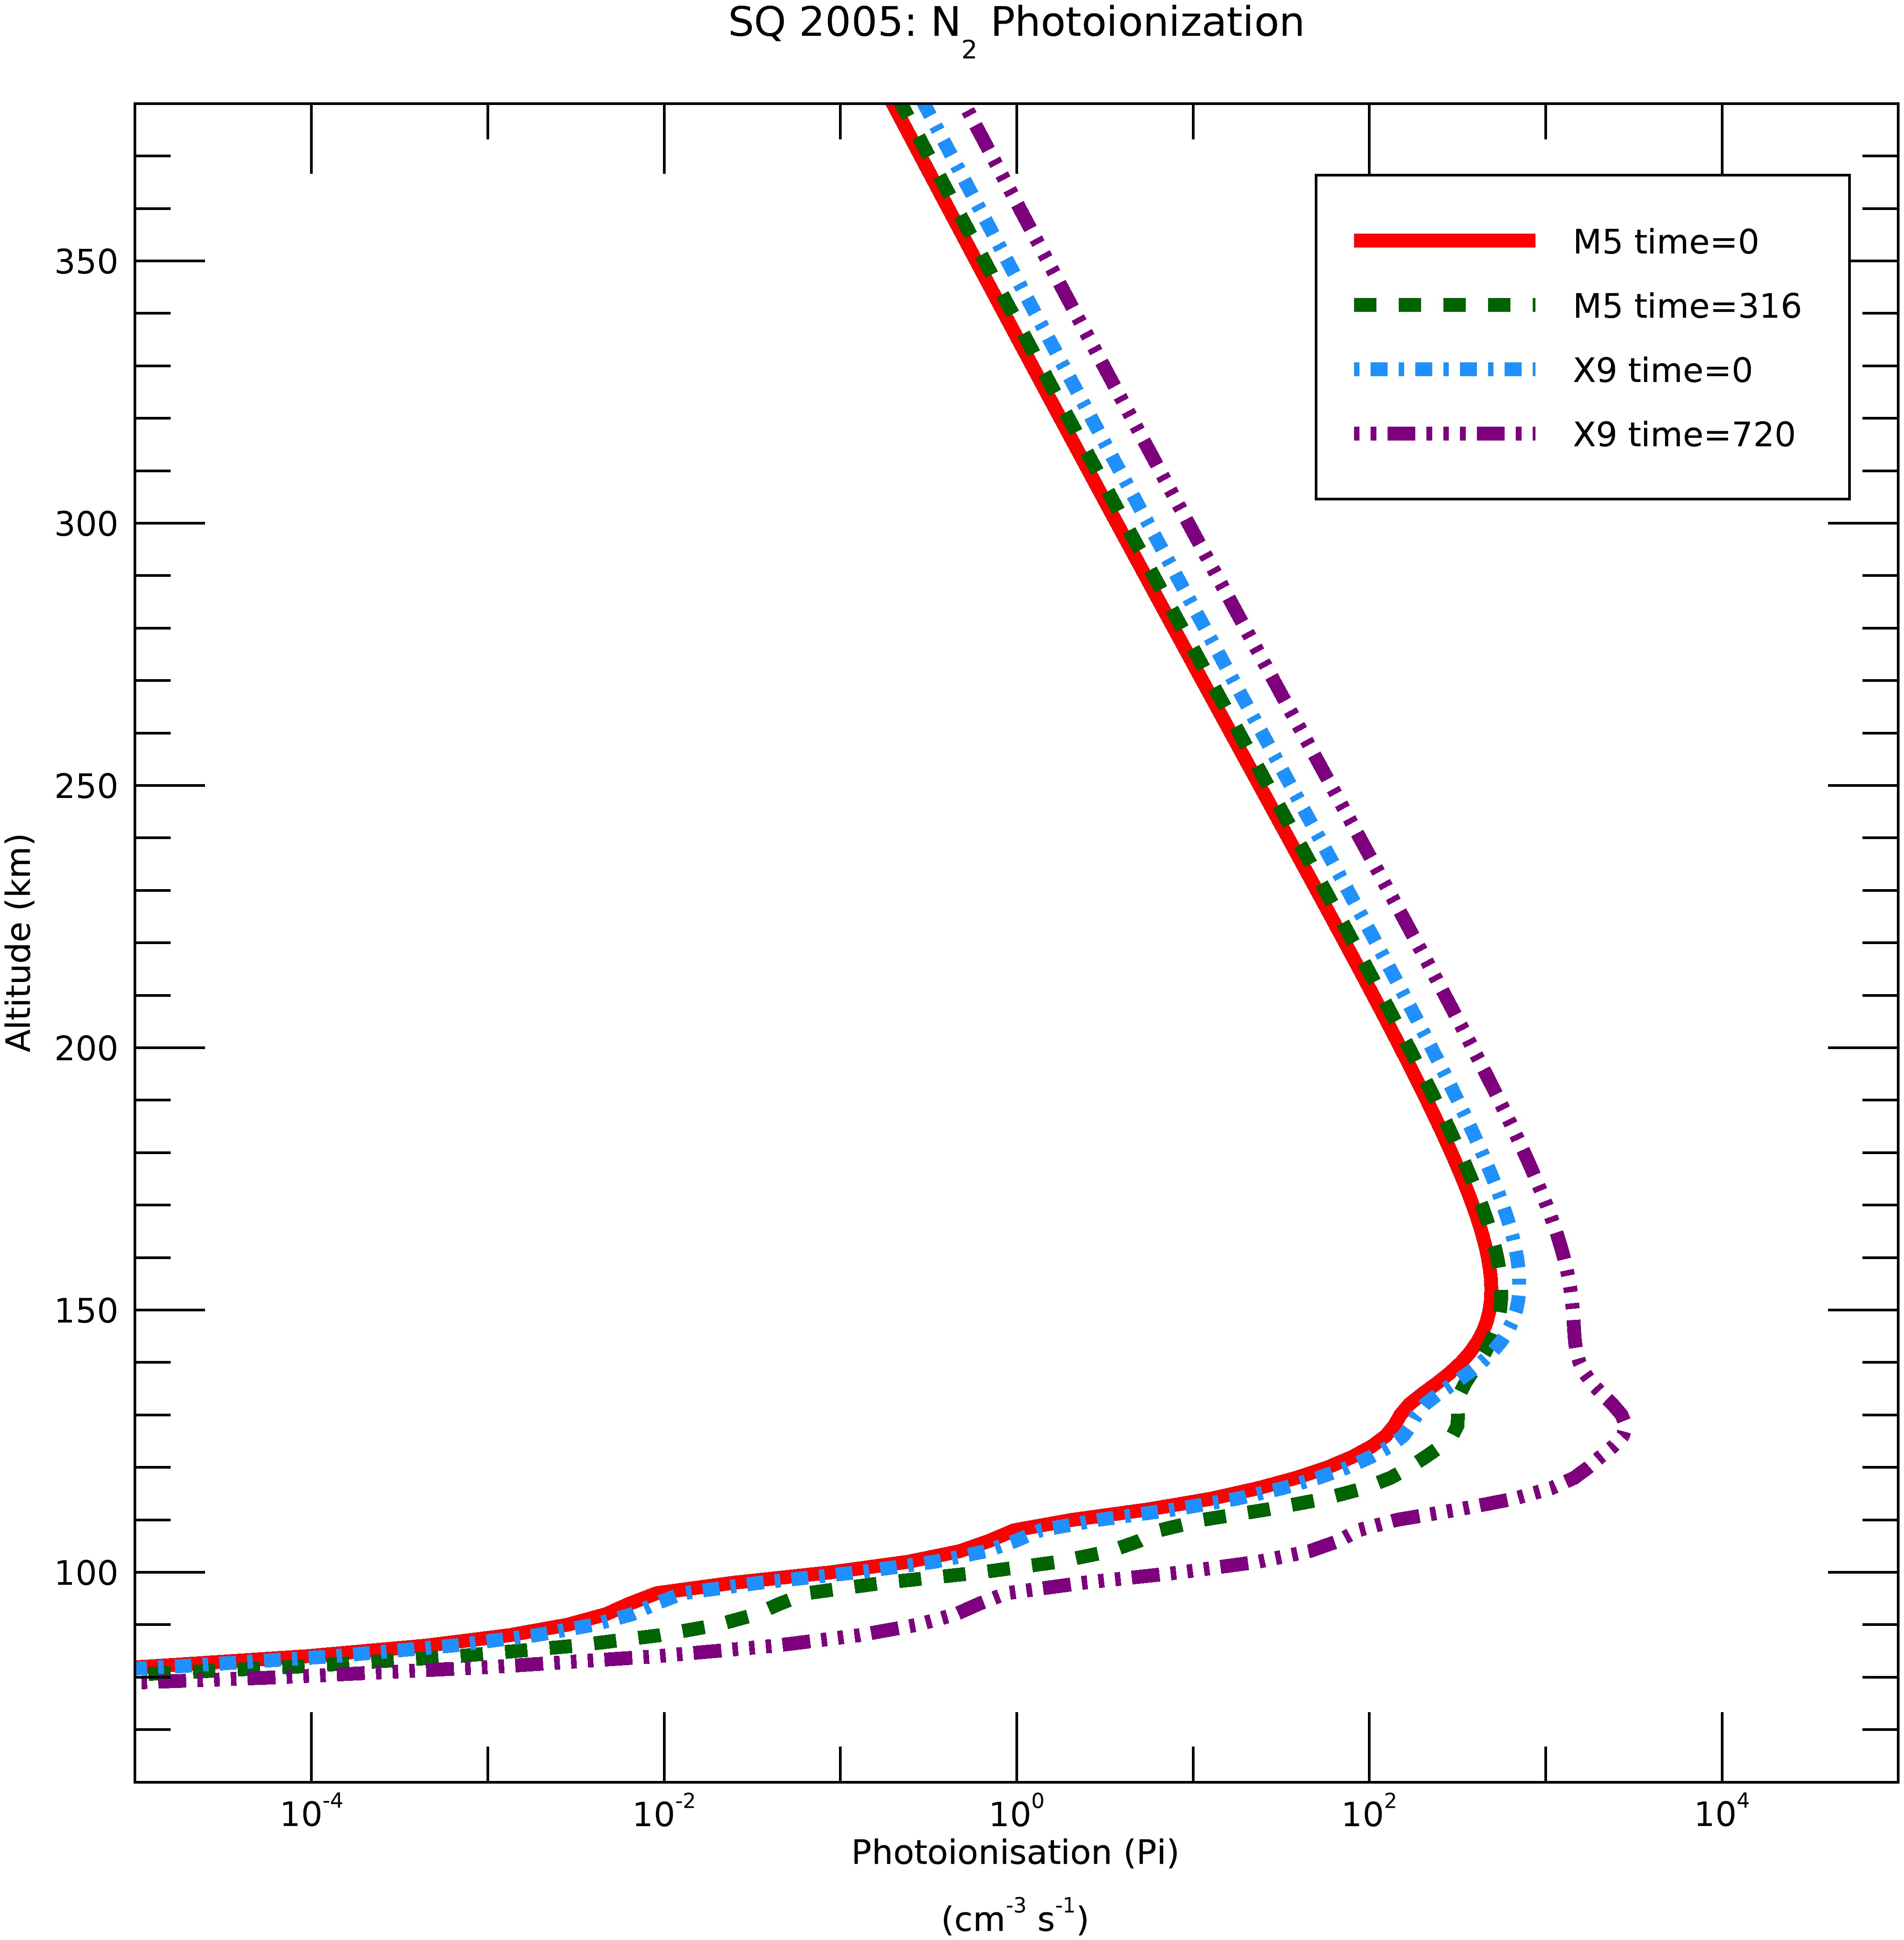 SQ 2005: N₂ Photoionization
M5 time=0
M5 time=316
X9 time=0
X9 time=720
350
300
250
200
150
100
Altitude (km)
10⁻⁴ 10⁻² 10⁰ 10² 10⁴
Photoionisation (Pi)
(cm⁻³ s⁻¹)